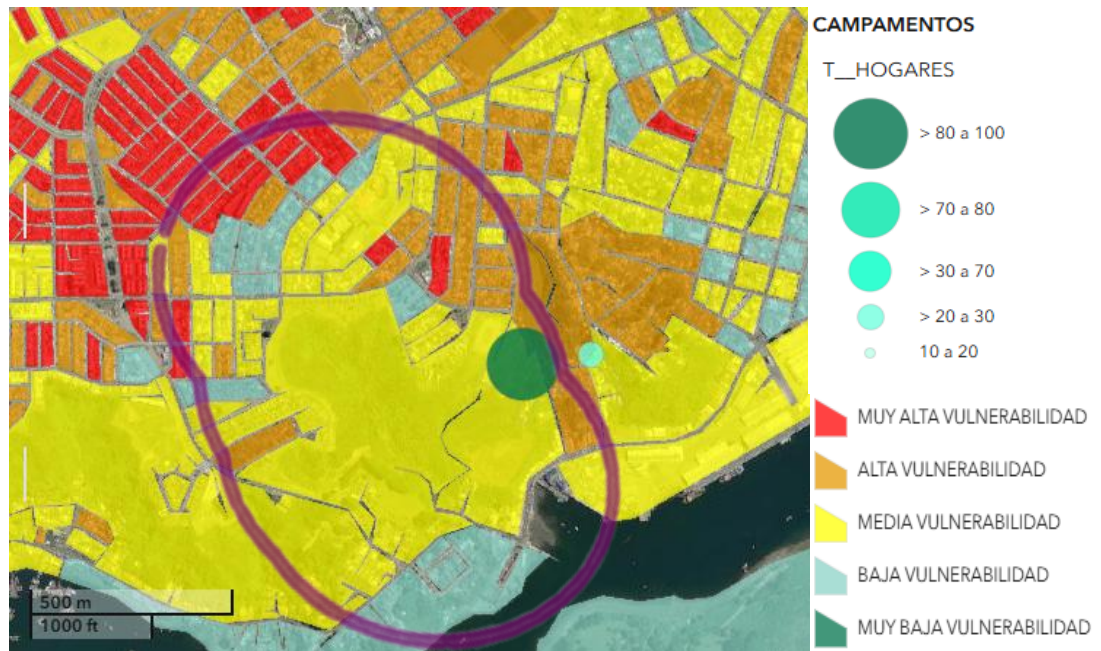 CAMPAMENTOS
T__HOGARES
> 80 a 100
> 70 a 80
> 30 a 70
> 20 a 30
10 a 20
MUY ALTA VULNERABILIDAD
ALTA VULNERABILIDAD
MEDIA VULNERABILIDAD
BAJA VULNERABILIDAD
MUY BAJA VULNERABILIDAD
500 m
1000 ft